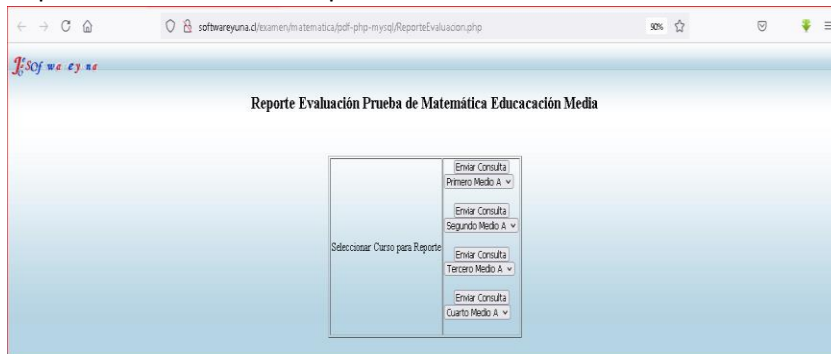 softwareyuna.cl/examen/matematica/pdf-php-mysql/ReporteEvaluacion.php
90%
Reporte Evaluación Prueba de Matemática Educacación Media
Enviar Consulta
Primero Medio A
Enviar Consulta
Segundo Medio A
Seleccionar Curso para Reporte
Enviar Consulta
Tercero Medio A
Enviar Consulta
Cuarto Medio A